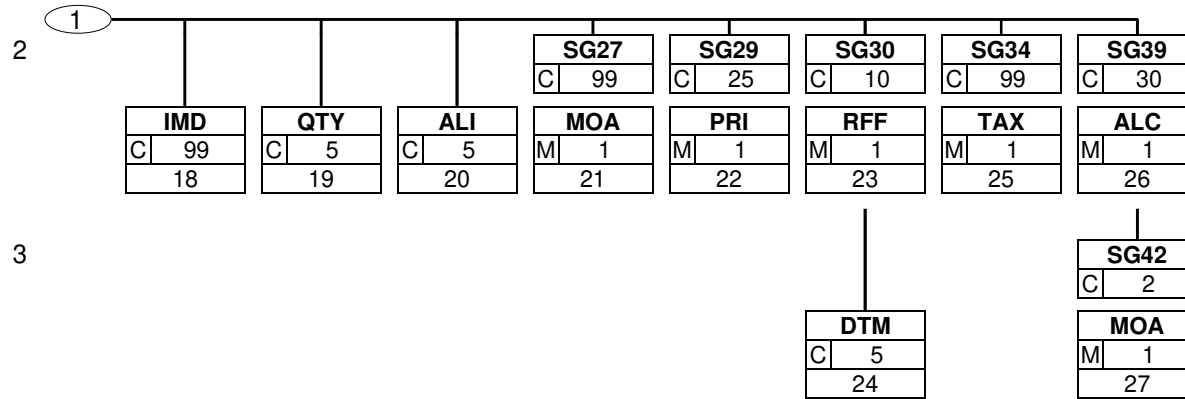 1
2
SG27 SG29 SG30 SG34 SG39
C 99 C 25 C 10 C 99 C 30
IMD QTY ALI MOA PRI RFF TAX ALC
C 99 C 5 C 5 M 1 M 1 M 1 M 1 M 1
18 19 20 21 22 23 25 26
3
SG42
C 2
DTM MOA
C 5 M 1
24 27